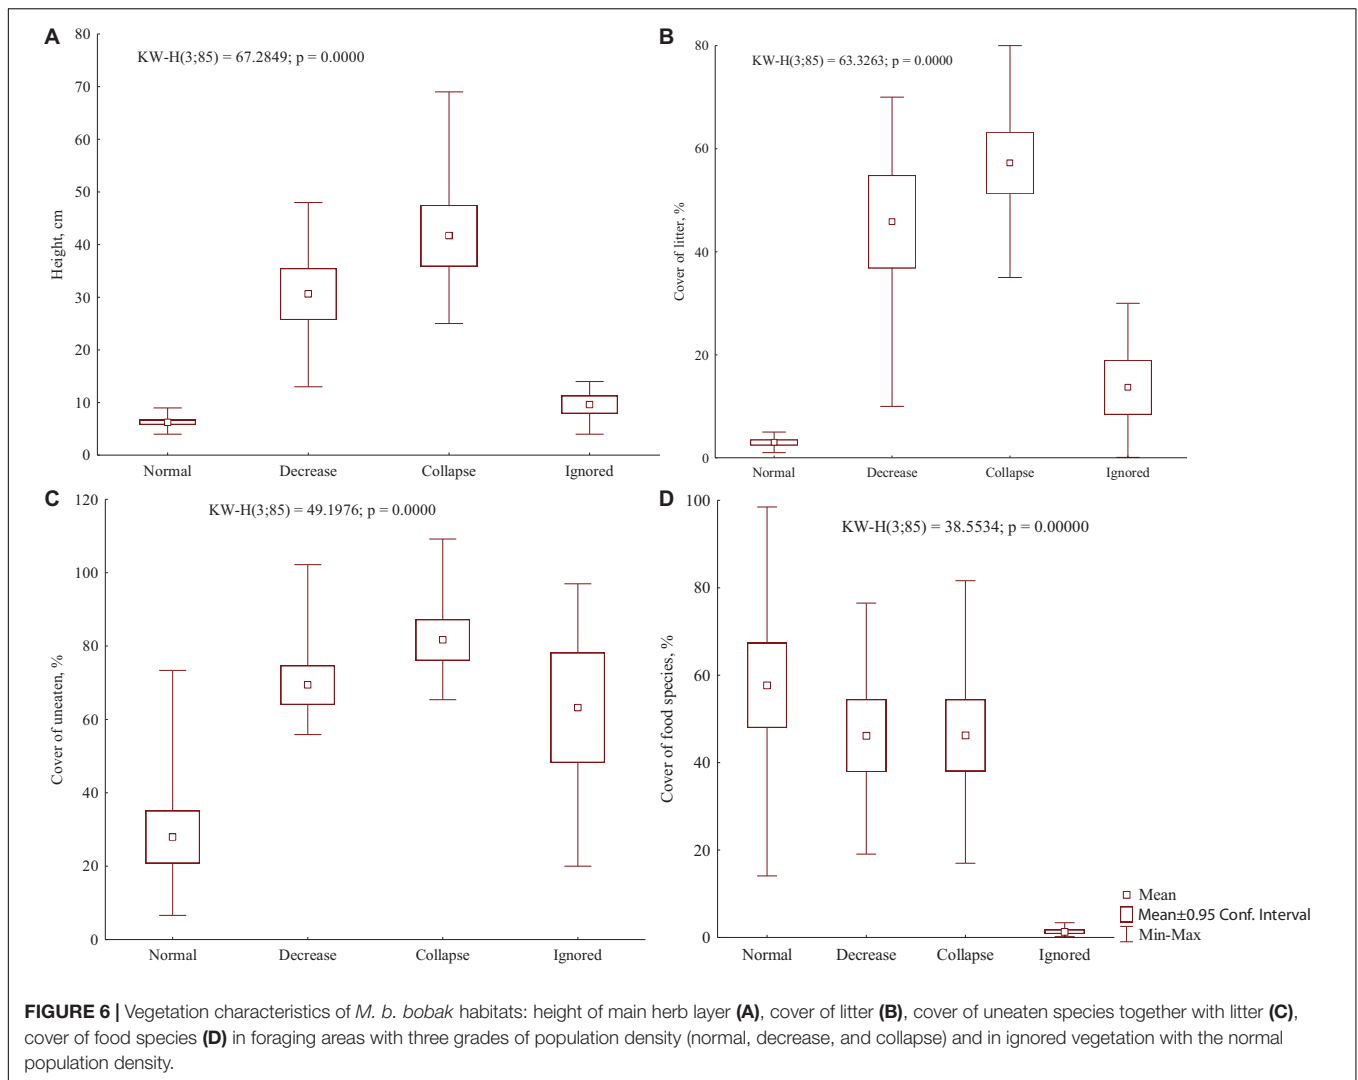 A
KW-H(3;85) = 67.2849; p = 0.0000
80
70
60
50
40
30
20
10
0
Height, cm
Normal Decrease Collapse Ignored
B
KW-H(3;85) = 63.3263; p = 0.0000
80
60
40
20
0
Cover of litter, %
Normal Decrease Collapse Ignored
C
KW-H(3;85) = 49.1976; p = 0.0000
120
100
80
60
40
20
0
Cover of uneaten, %
Normal Decrease Collapse Ignored
D
KW-H(3;85) = 38.5534; p = 0.00000
100
80
60
40
20
0
Cover of food species, %
Normal Decrease Collapse Ignored
Mean
Mean±0.95 Conf. Interval
Min-Max
FIGURE 6 | Vegetation characteristics of M. b. bobak habitats: height of main herb layer (A), cover of litter (B), cover of uneaten species together with litter (C),
cover of food species (D) in foraging areas with three grades of population density (normal, decrease, and collapse) and in ignored vegetation with the normal
population density.